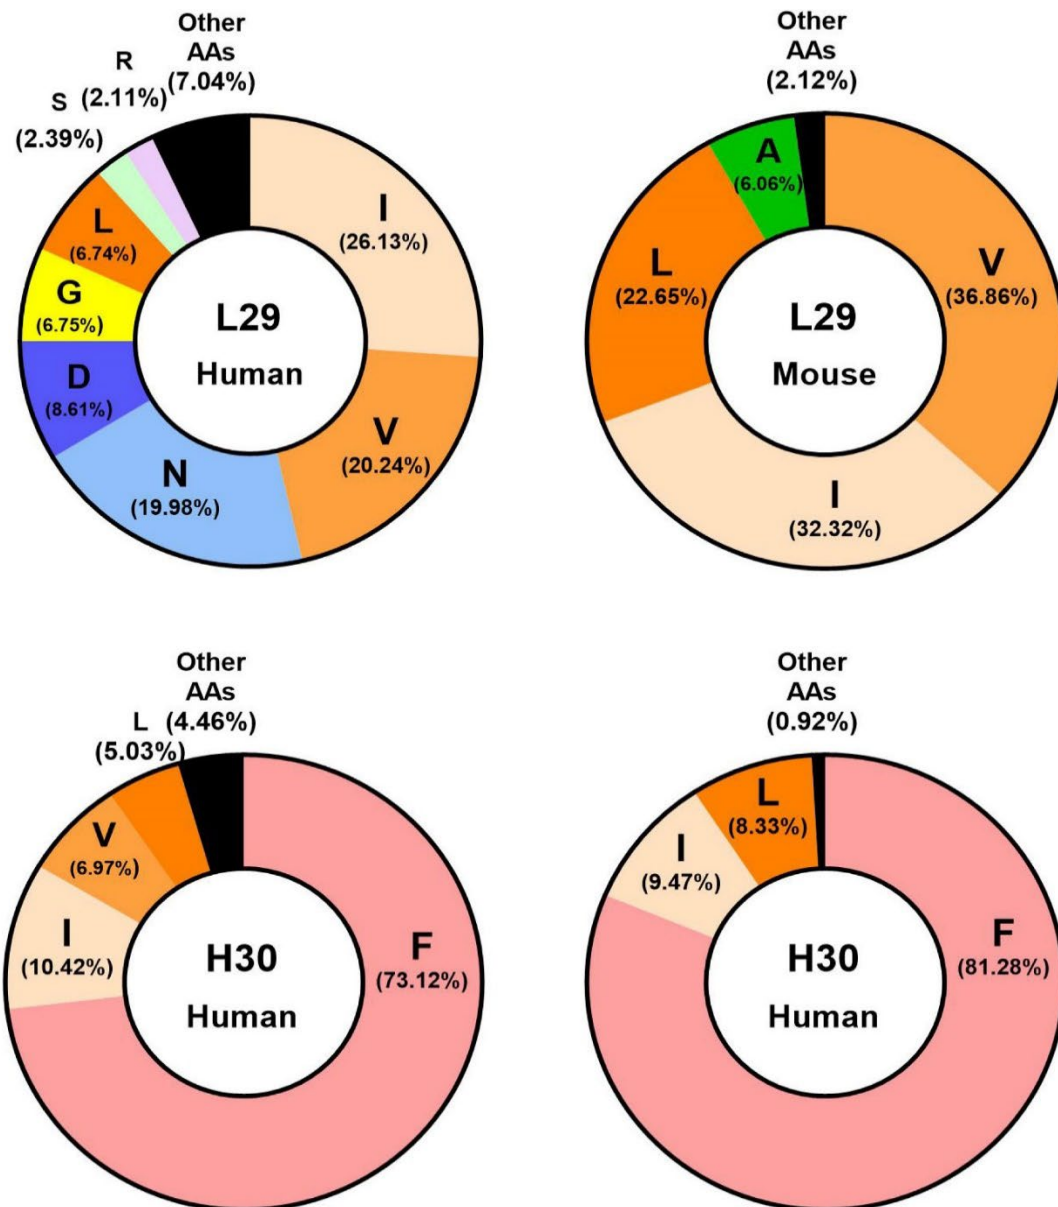 Other
AAs
(7.04%)
R
(2.11%)
S
(2.39%)
L
(6.74%)
G
(6.75%)
D
(8.61%)
N
(19.98%)
V
(20.24%)
I
(26.13%)
L29
Human
Other
AAs
(2.12%)
A
(6.06%)
L
(22.65%)
V
(36.86%)
I
(32.32%)
L29
Mouse
Other
AAs
(4.46%)
L
(5.03%)
V
(6.97%)
I
(10.42%)
F
(73.12%)
H30
Human
Other
AAs
(0.92%)
L
(8.33%)
I
(9.47%)
F
(81.28%)
H30
Human